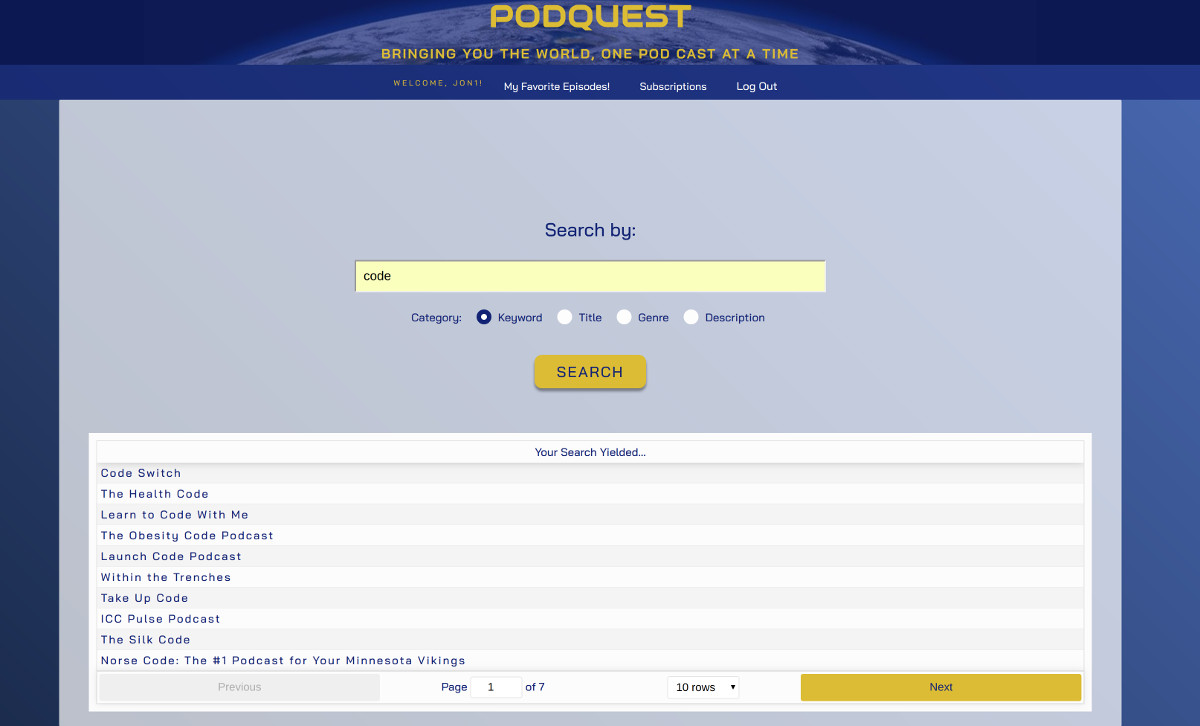 PODQUEST
BRINGING YOU THE WORLD, ONE POD CAST AT A TIME
WELCOME, JON1! My Favorite Episodes! Subscriptions Log Out
Search by:
code
Category: Keyword Title Genre Description
SEARCH
Your Search Yielded...
Code Switch
The Health Code
Learn to Code With Me
The Obesity Code Podcast
Launch Code Podcast
Within the Trenches
Take Up Code
ICC Pulse Podcast
The Silk Code
Norse Code: The #1 Podcast for Your Minnesota Vikings
Previous Page 1 of 7 10 rows Next